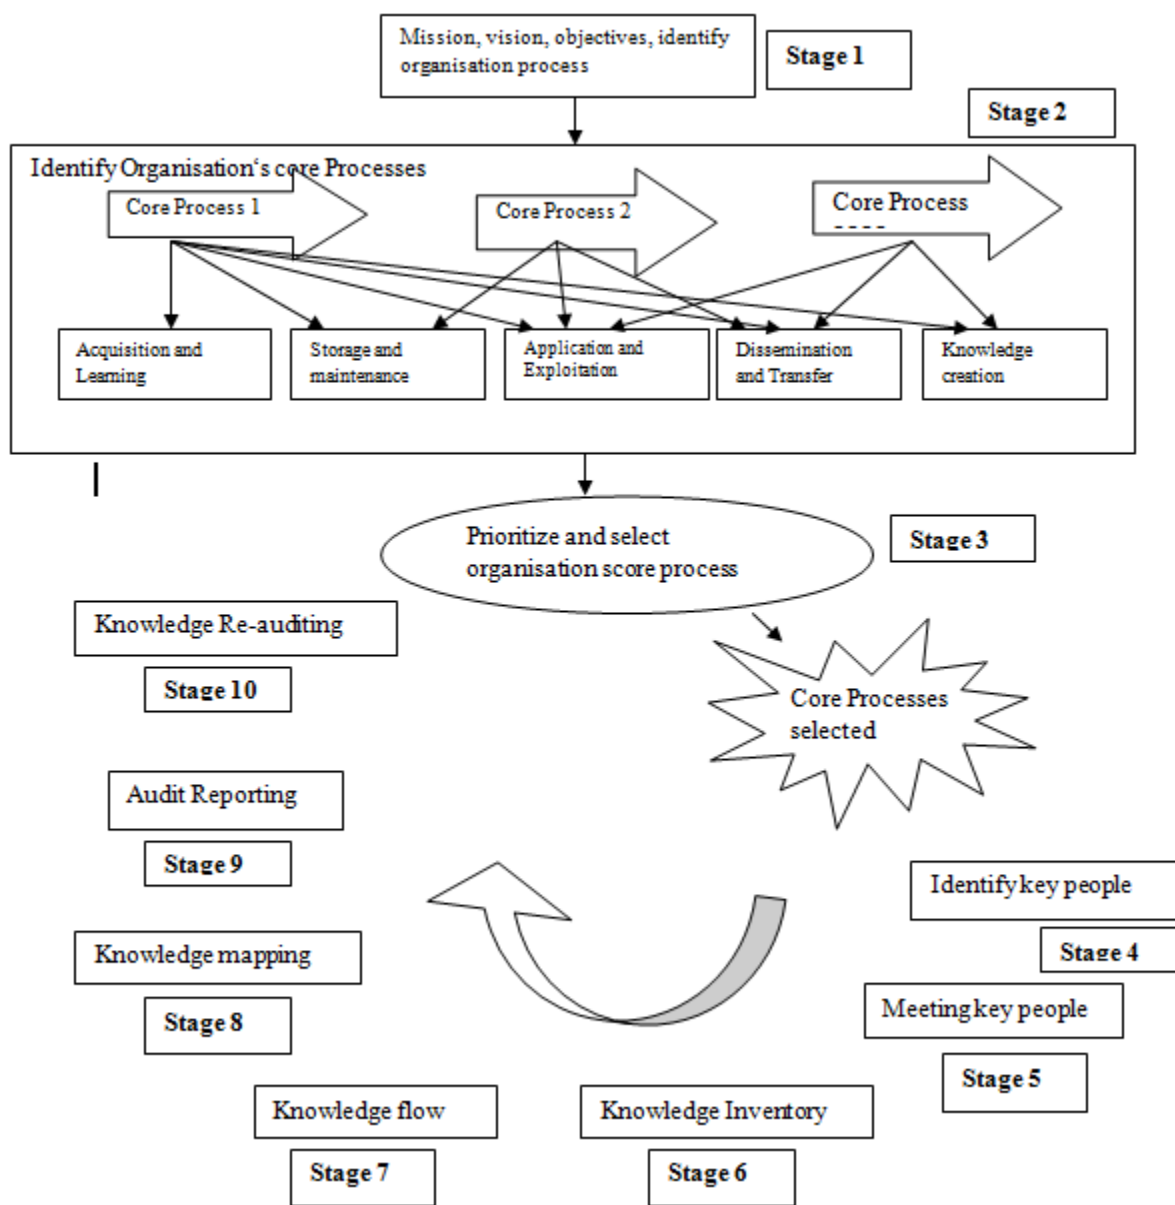 Mission, vision, objectives, identify
organisation process
Stage 1
Stage 2
Identify Organisation‘s core Processes
Core Process 1
Core Process 2
Core Process
----
Acquisition and
Learning
Storage and
maintenance
Application and
Exploitation
Dissemination
and Transfer
Knowledge
creation
Prioritize and select
organisation score process
Stage 3
Knowledge Re-auditing
Stage 10
Core Processes
selected
Audit Reporting
Stage 9
Identify key people
Stage 4
Knowledge mapping
Stage 8
Meeting key people
Stage 5
Knowledge flow
Stage 7
Knowledge Inventory
Stage 6